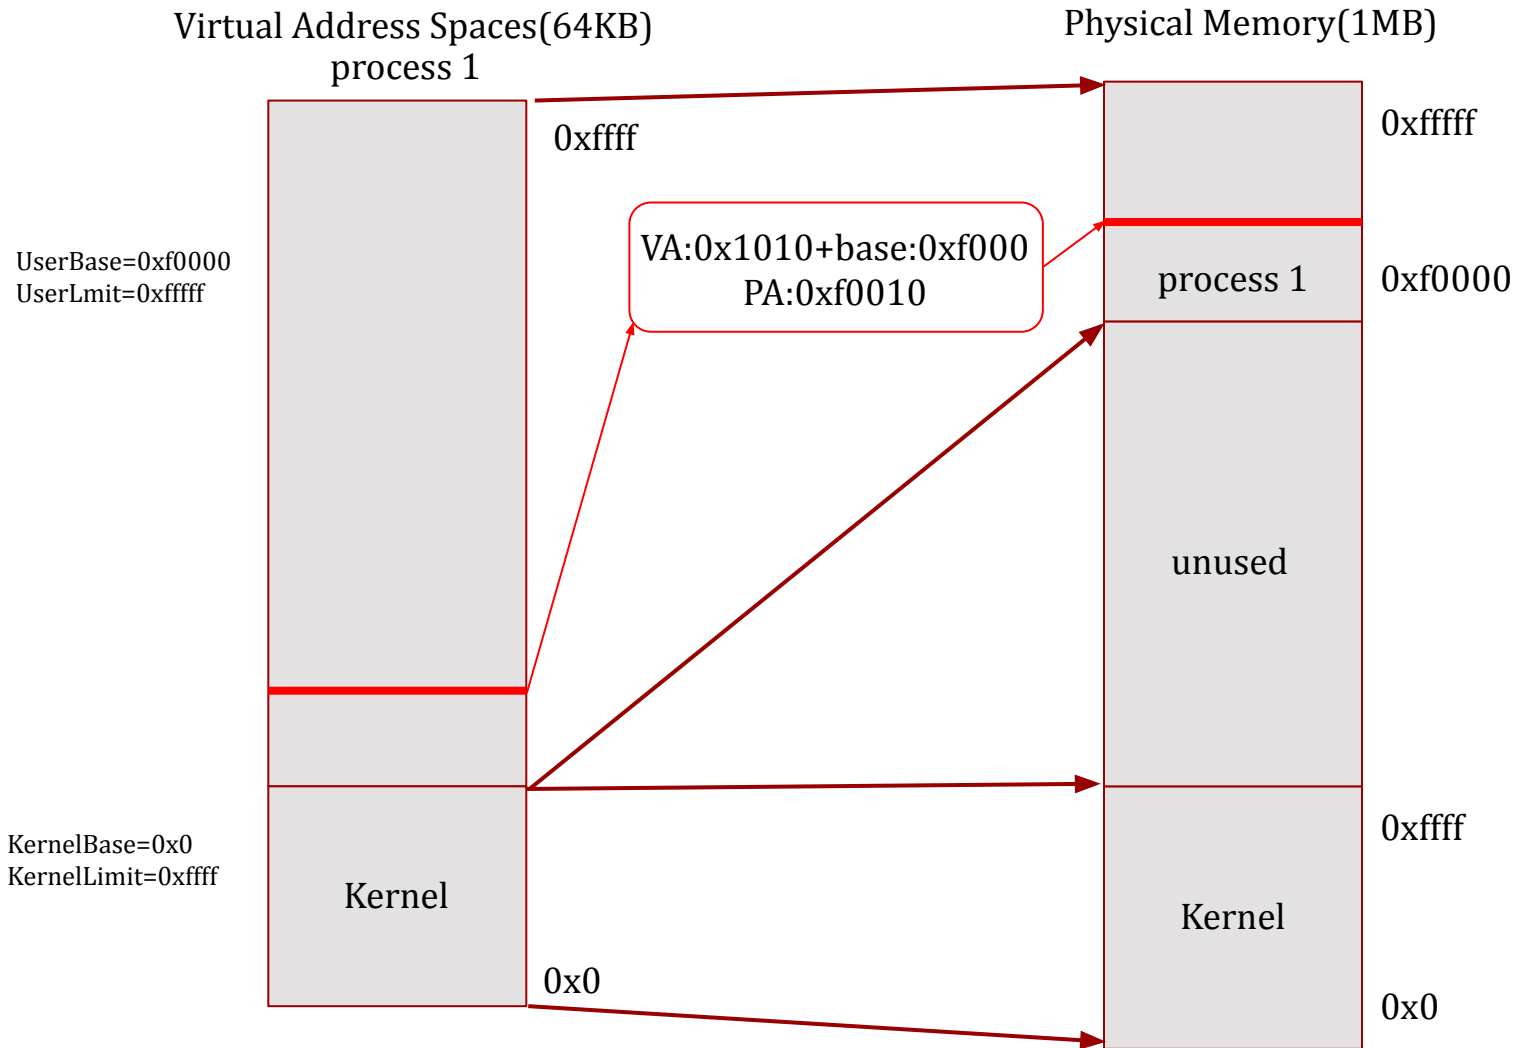 Virtual Address Spaces(64KB)
process 1
Physical Memory(1MB)
0xffff
0xfffff
UserBase=0xf0000
UserLmit=0xfffff
VA:0x1010+base:0xf000
PA:0xf0010
process 1
0xf0000
unused
KernelBase=0x0
KernelLimit=0xffff
Kernel
0xffff
Kernel
0x0
0x0